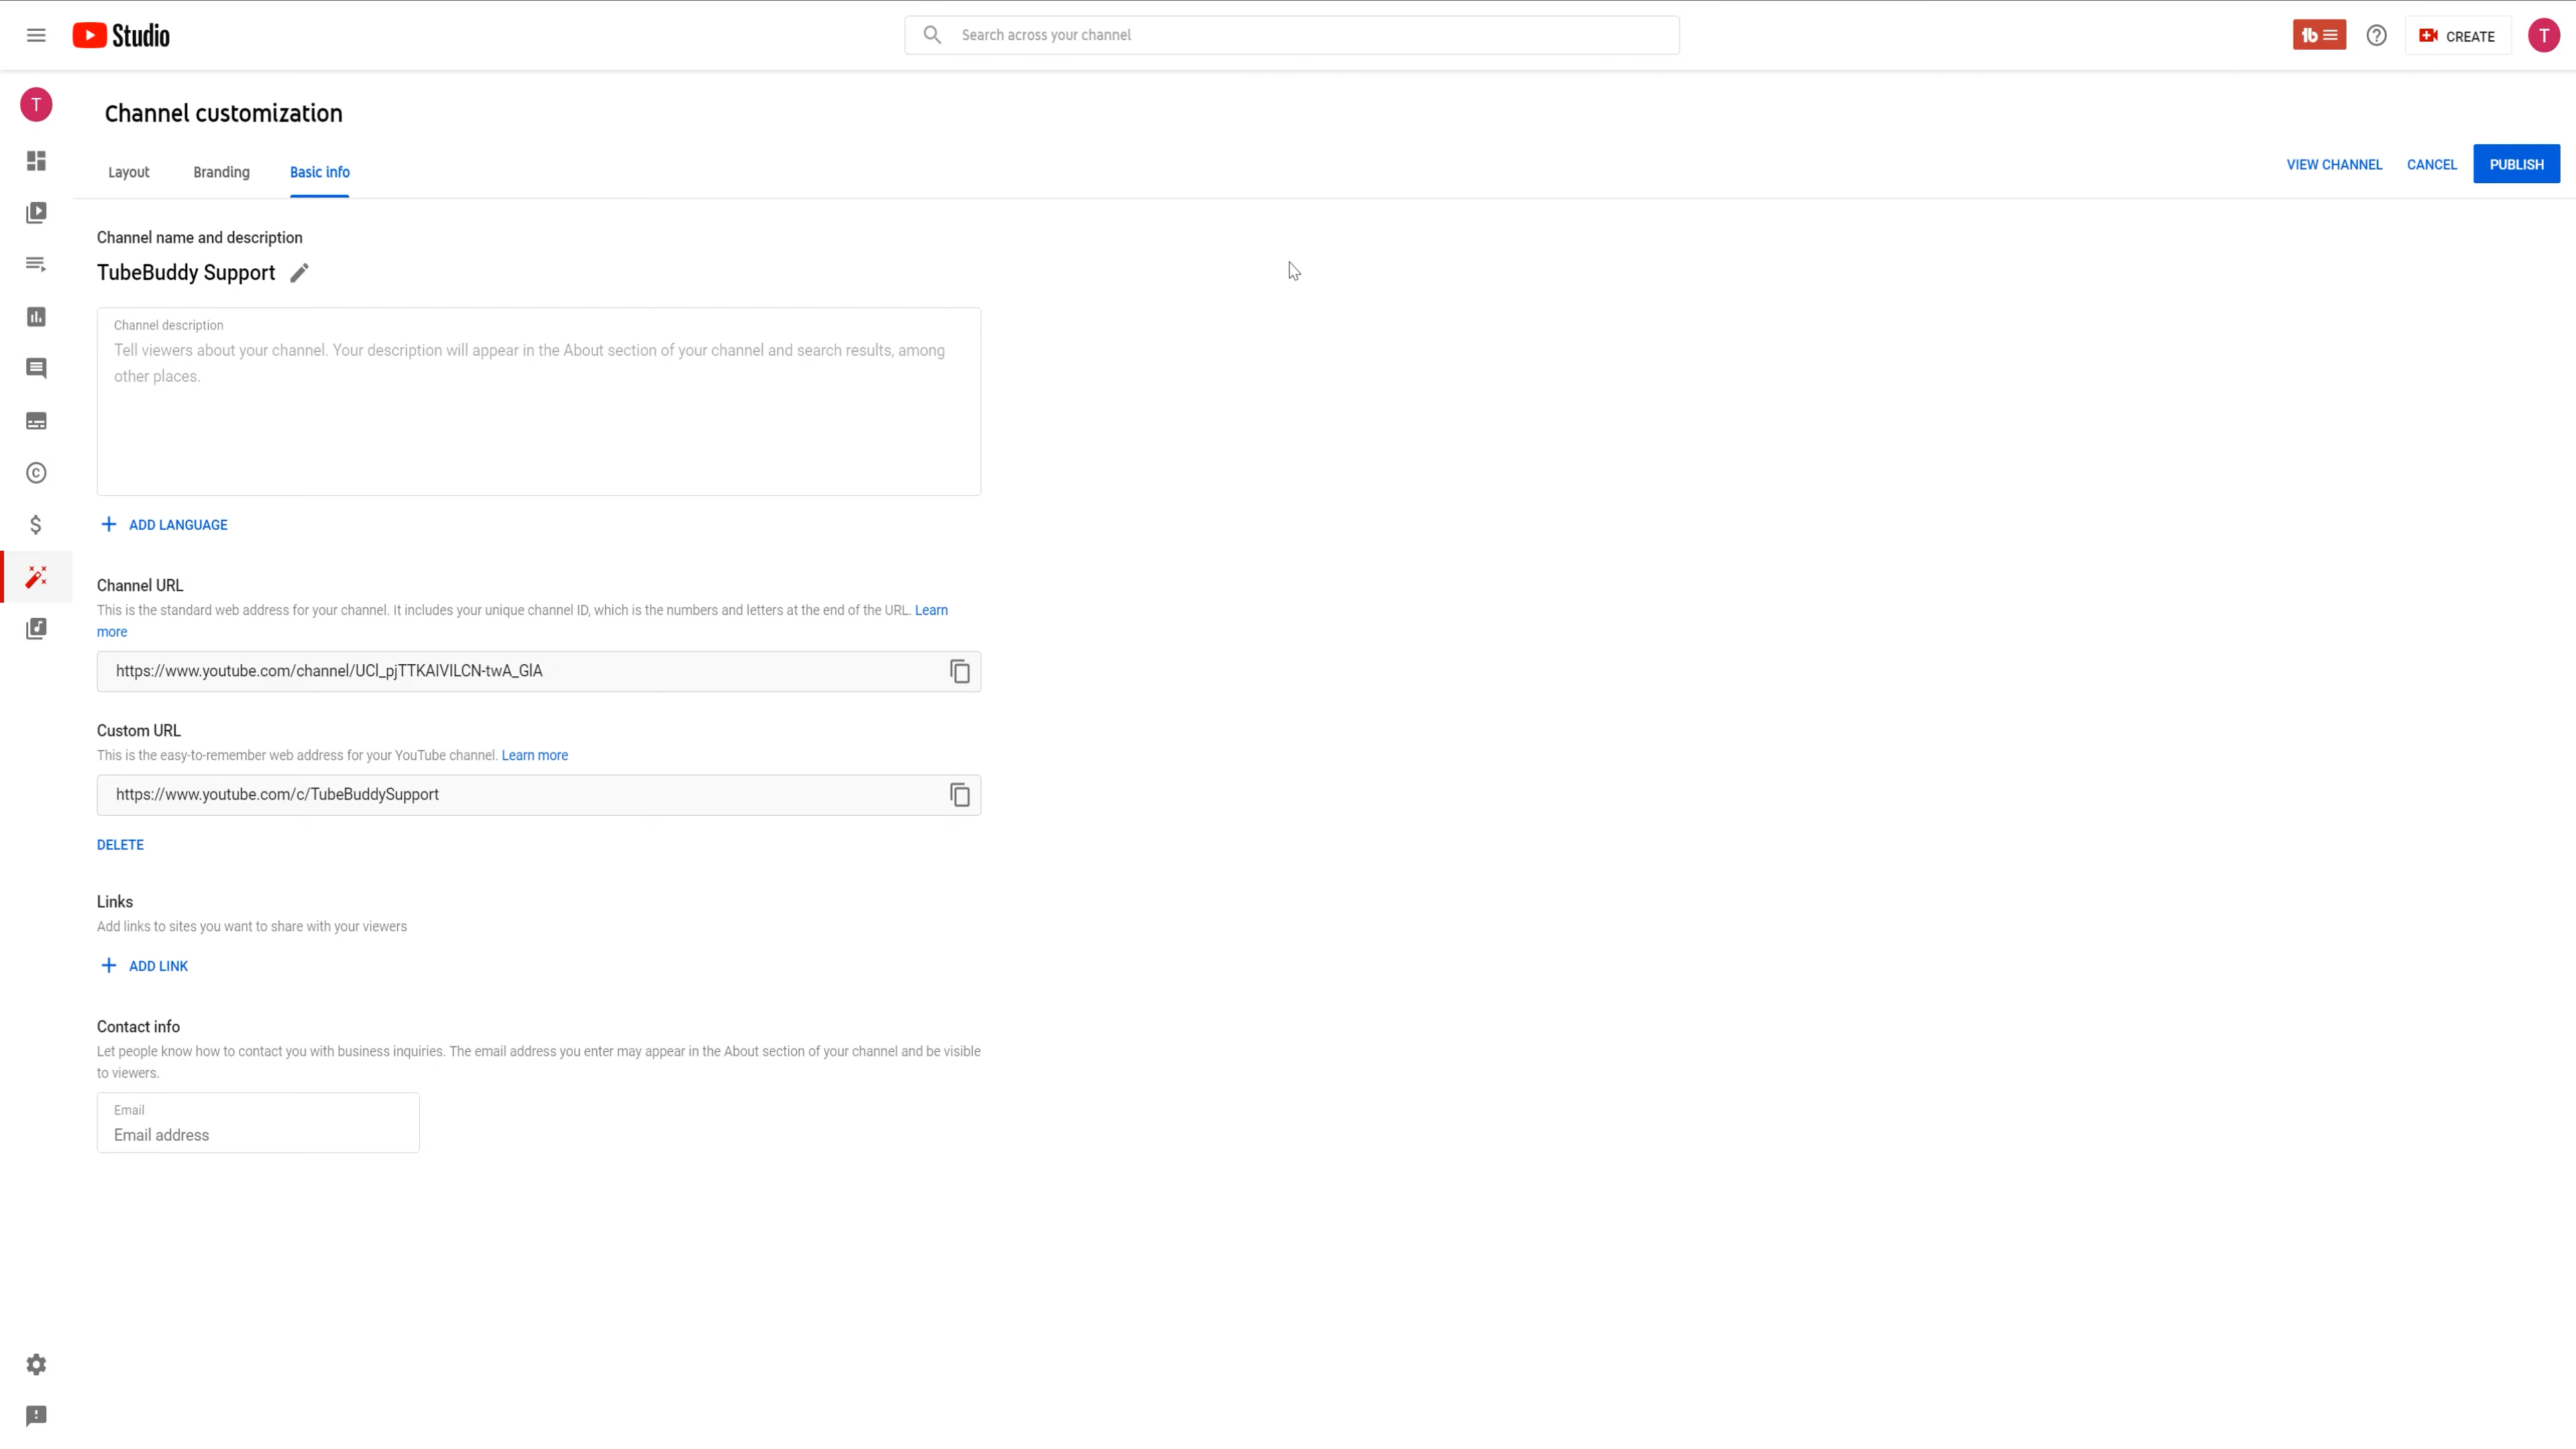 Studio
Search across your channel
CREATE
T
T
Channel customization
Layout
Branding
Basic info
VIEW CHANNEL
CANCEL
PUBLISH
Channel name and description
TubeBuddy Support
Channel description
Tell viewers about your channel. Your description will appear in the About section of your channel and search results, among
other places.
ADD LANGUAGE
Channel URL
This is the standard web address for your channel. It includes your unique channel ID, which is the numbers and letters at the end of the URL. Learn
more
https://www.youtube.com/channel/UCl_pjTTKAIVILCN-twA_GlA
Custom URL
This is the easy-to-remember web address for your YouTube channel. Learn more
https://www.youtube.com/c/TubeBuddySupport
DELETE
Links
Add links to sites you want to share with your viewers
ADD LINK
Contact info
Let people know how to contact you with business inquiries. The email address you enter may appear in the About section of your channel and be visible
to viewers.
Email
Email address